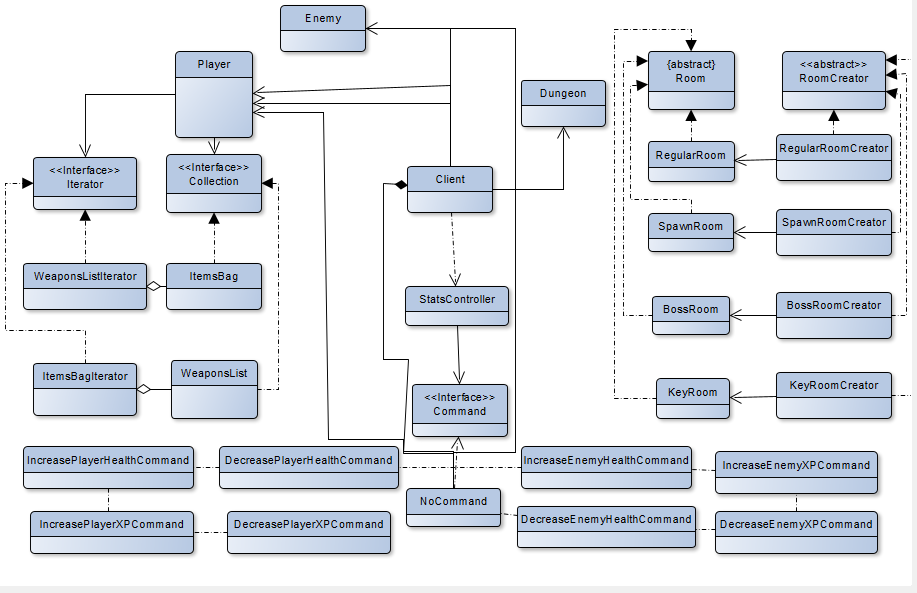 Enemy
Player
{abstract}
Room
<<abstract>>
RoomCreator
Dungeon
<<Interface>>
Iterator
<<Interface>>
Collection
Client
RegularRoom
RegularRoomCreator
SpawnRoom
SpawnRoomCreator
WeaponsListIterator
ItemsBag
StatsController
BossRoom
BossRoomCreator
ItemsBagIterator
WeaponsList
<<Interface>>
Command
KeyRoom
KeyRoomCreator
IncreasePlayerHealthCommand
DecreasePlayerHealthCommand
IncreaseEnemyHealthCommand
IncreaseEnemyXPCommand
NoCommand
IncreasePlayerXPCommand
DecreasePlayerXPCommand
DecreaseEnemyHealthCommand
DecreaseEnemyXPCommand